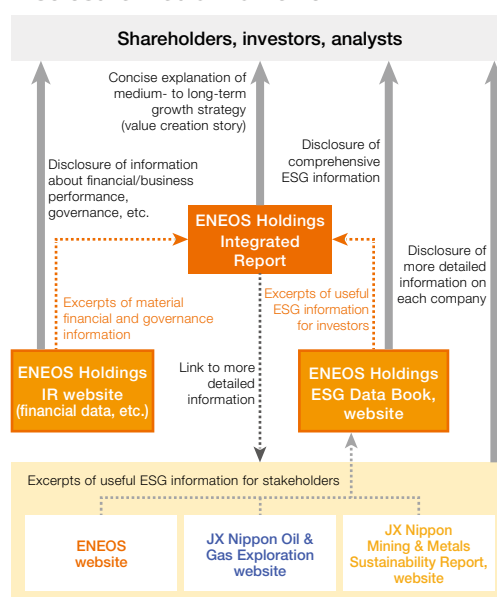 Shareholders, investors, analysts
Concise explanation of
medium- to long-term
growth strategy
(value creation story)
Disclosure of
comprehensive
ESG information
Disclosure of information
about financial/business
performance,
governance, etc.
ENEOS Holdings
Integrated
Report
Disclosure of
more detailed
information on
each company
Excerpts of material
financial and governance
information
Excerpts of useful
ESG information
for investors
Link to more
detailed
information
ENEOS Holdings
IR website
(financial data, etc.)
ENEOS Holdings
ESG Data Book,
website
Excerpts of useful ESG information for stakeholders
ENEOS
website
JX Nippon Oil &
Gas Exploration
website
JX Nippon
Mining & Metals
Sustainability Report,
website